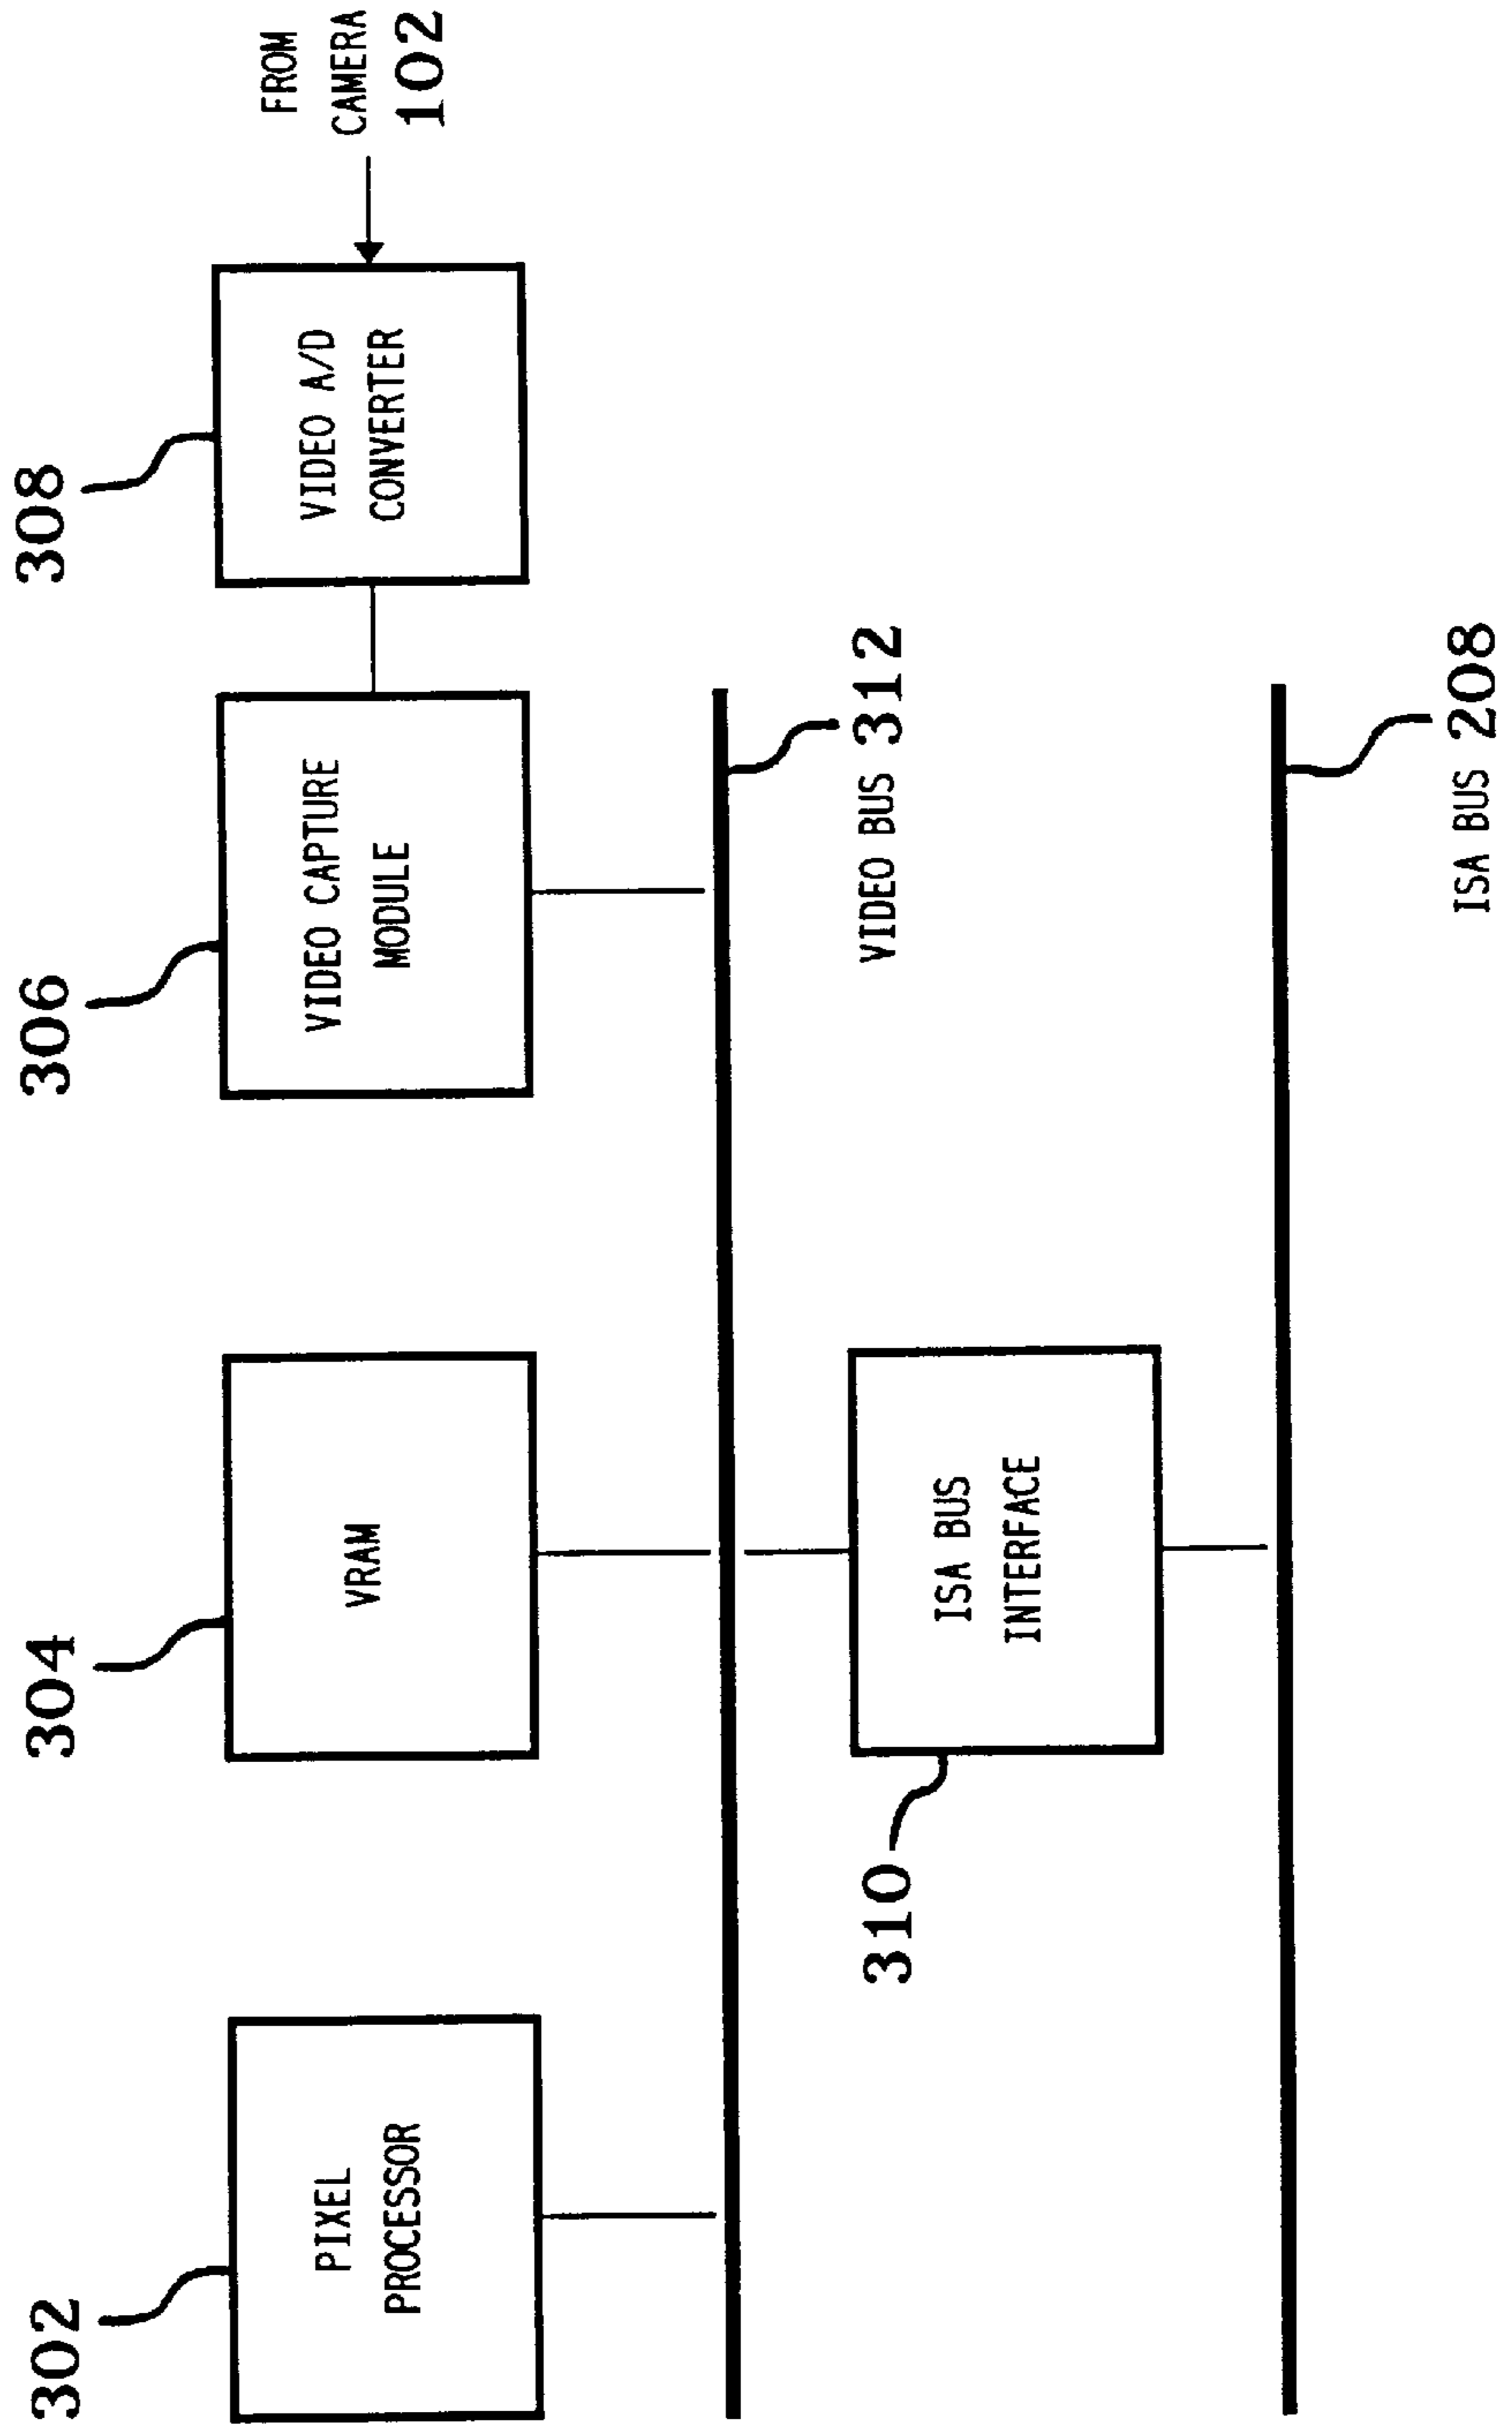 302
PIXEL
PROCESSOR
304
VRAM
306
VIDEO CAPTURE
MODULE
308
VIDEO A/D
CONVERTER
FROM
CAMERA
102
VIDEO BUS 312
310
ISA BUS
INTERFACE
ISA BUS 208